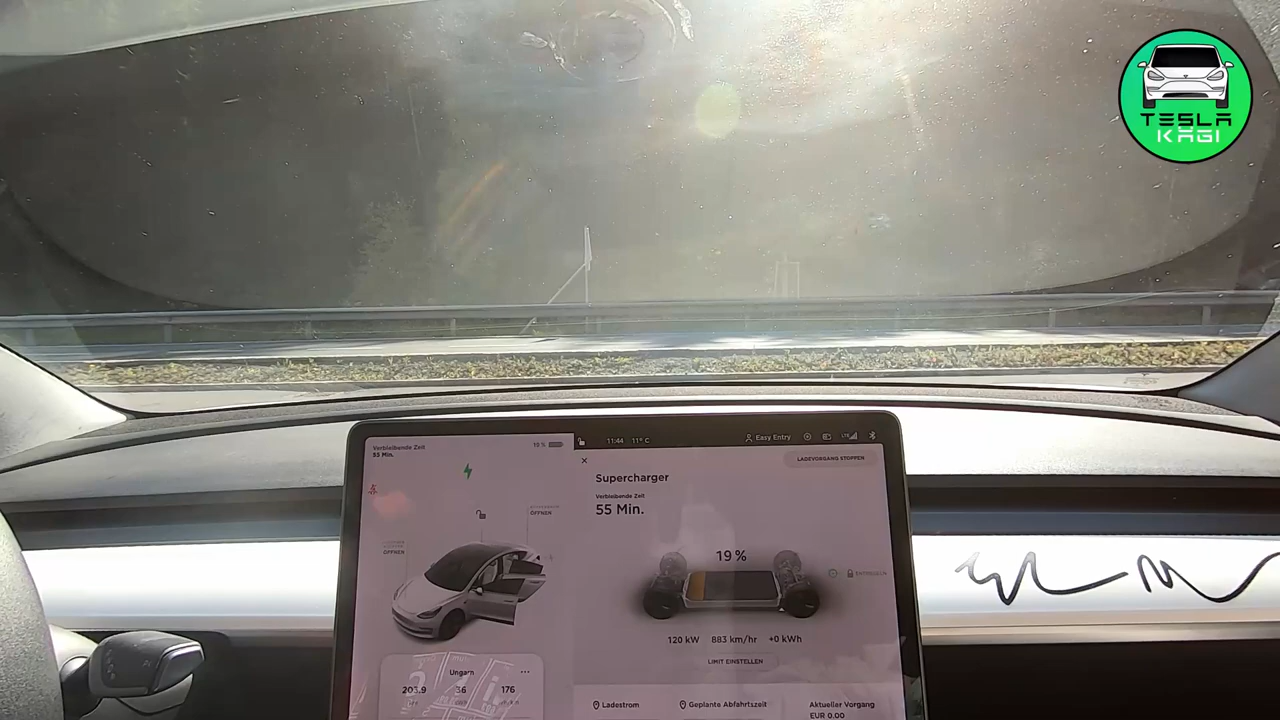 TESLA
KAGI
Verbleibende Zeit
55 Min.
ÖFFNEN
ÖFFNEN
Ungarn
203.9
36
176
11:44
11° C
Easy Entry
LTE
LADEVORGANG STOPPEN
Supercharger
Verbleibende Zeit
55 Min.
19 %
ENTRIEGELN
120 kW
883 km/hr
+0 kWh
LIMIT EINSTELLEN
Ladestrom
Geplante Abfahrtszeit
Aktueller Vorgang
EUR 0.00